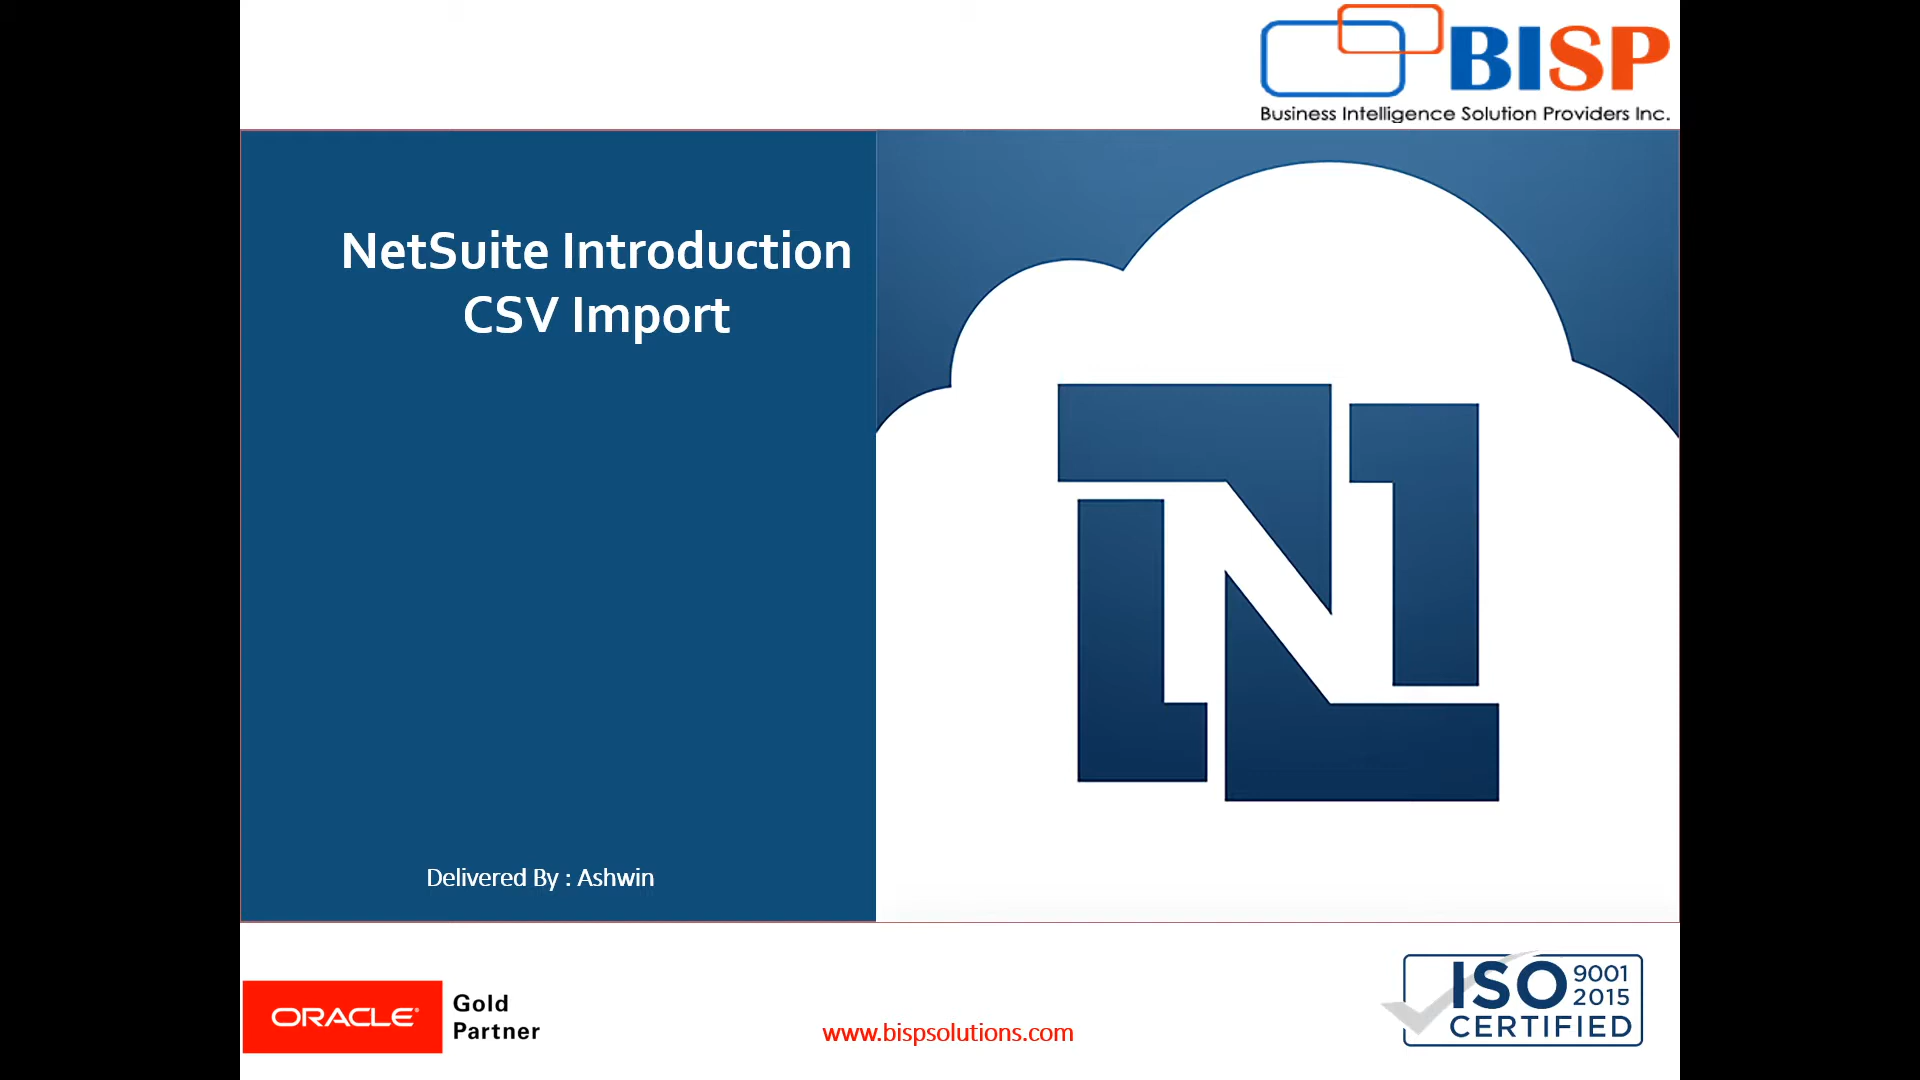 BISP
Business Intelligence Solution Providers Inc.
NetSuite Introduction
CSV Import
N
Delivered By : Ashwin
ORACLE®
Gold
Partner
www.bispsolutions.com
ISO 9001
2015
CERTIFIED